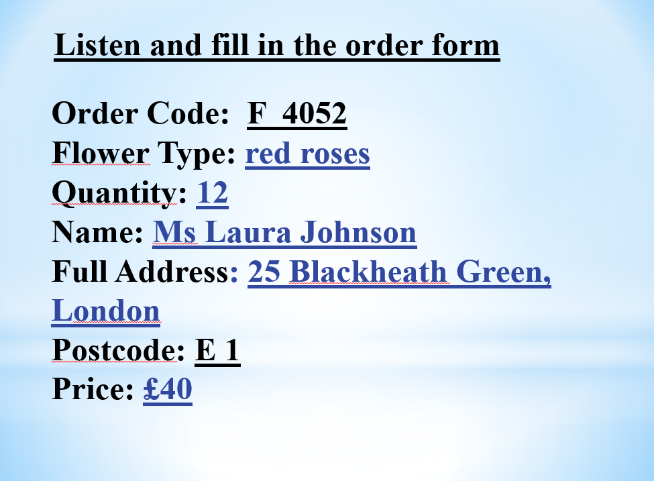 Listen and fill in the order form
Order Code: F 4052
Flower Type: red roses
Quantity: 12
Name: Ms Laura Johnson
Full Address: 25 Blackheath Green,
London
Postcode: E 1
Price: £40